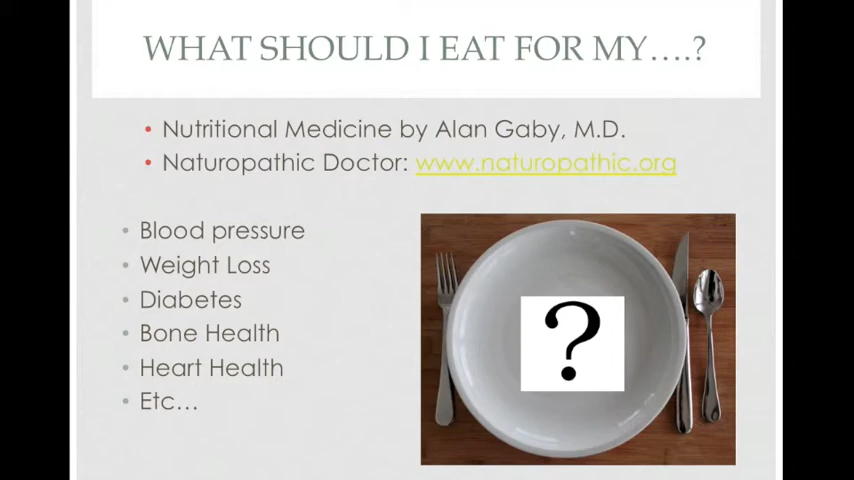 WHAT SHOULD I EAT FOR MY....?
• Nutritional Medicine by Alan Gaby, M.D.
• Naturopathic Doctor: www.naturopathic.org
• Blood pressure
• Weight Loss
• Diabetes
• Bone Health
• Heart Health
• Etc...
?